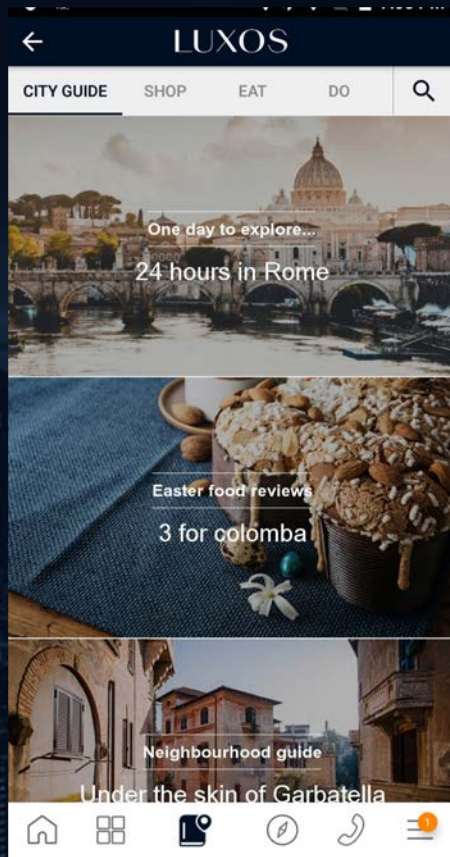 LUXOS
CITY GUIDE SHOP EAT DO
One day to explore...
24 hours in Rome
Easter food reviews
3 for colomba
Neighbourhood guide
Under the skin of Garbatella
1